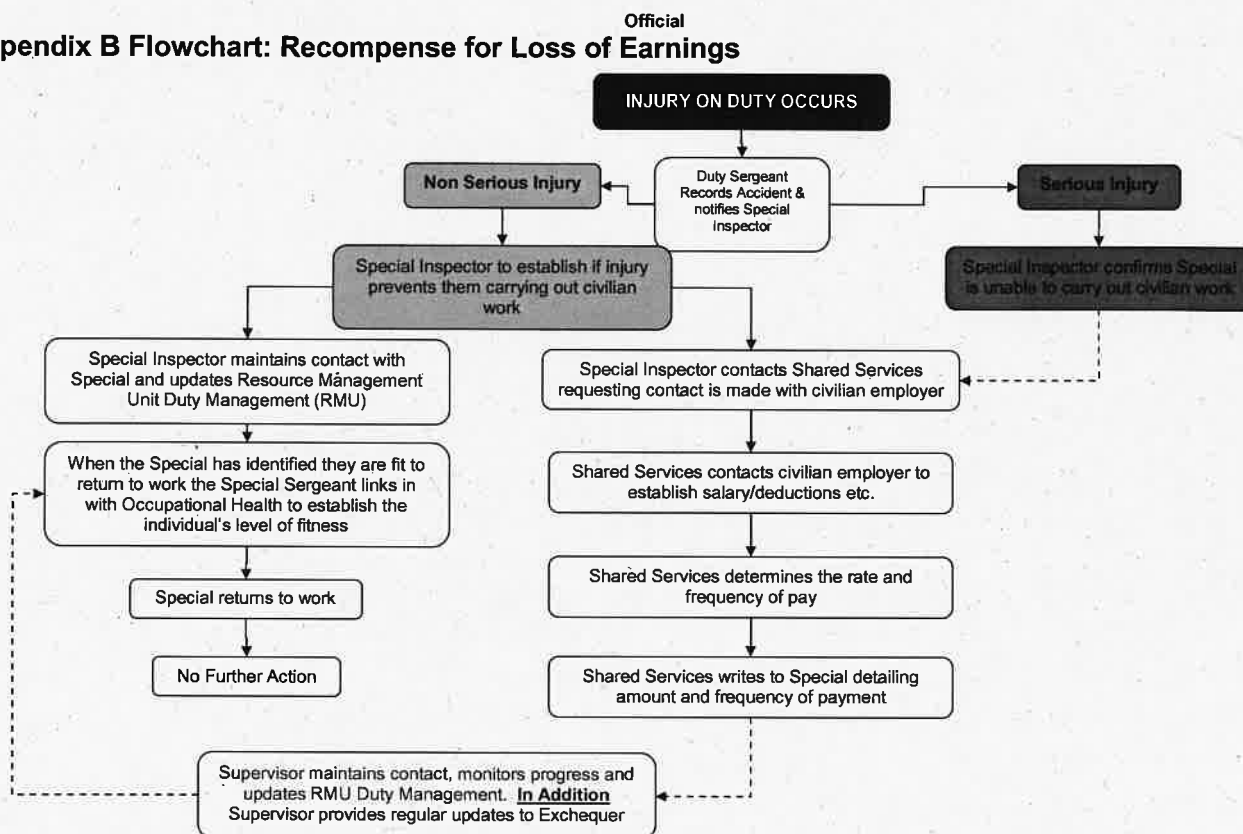 Official
pendix B Flowchart: Recompense for Loss of Earnings
INJURY ON DUTY OCCURS
Duty Sergeant
Records Accident &
notifies Special
Inspector
Non Serious Injury
Serious Injury
Special Inspector to establish if injury
prevents them carrying out civilian
work
Special Inspector confirms Special
is unable to carry out civilian work
Special Inspector maintains contact with
Special and updates Resource Management
Unit Duty Management (RMU)
Special Inspector contacts Shared Services
requesting contact is made with civilian employer
When the Special has identified they are fit to
return to work the Special Sergeant links in
with Occupational Health to establish the
individual's level of fitness
Shared Services contacts civilian employer to
establish salary/deductions etc.
Special returns to work
Shared Services determines the rate and
frequency of pay
No Further Action
Shared Services writes to Special detailing
amount and frequency of payment
Supervisor maintains contact, monitors progress and
updates RMU Duty Management. In Addition
Supervisor provides regular updates to Exchequer